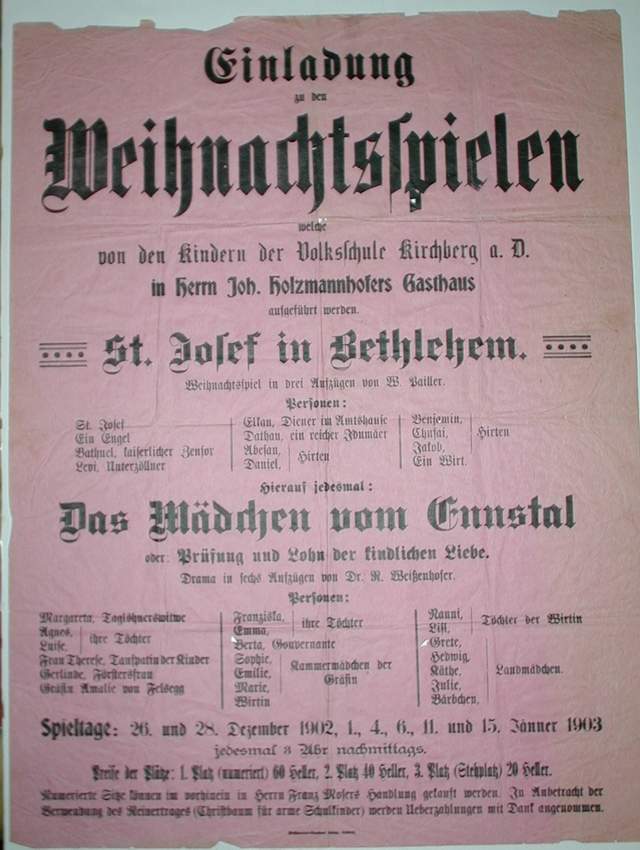 Einladung
zu den
Weihnachtsspielen
welche
von den Kindern der Volksschule Kirchberg a. D.
in Herrn Joh. Holzmannhofers Gasthaus
aufgeführt werden.
St. Josef in Bethlehem.
Weihnachtspiel in drei Aufzügen von W. Pailler.
Personen:
St. Josef
Ein Engel
Bathuel, kaiserlicher Zensor
Levi, Unterzöllner
Elkan, Diener im Amtshause
Dathan, ein reicher Idumäer
Abesan,
Daniel,
Hirten
Benjemin,
Chusai,
Jakob,
Hirten
Ein Wirt.
Hierauf jedesmal:
Das Mädchen vom Ennstal
oder: Prüfung und Lohn der kindlichen Liebe.
Drama in sechs Aufzügen von Dr. R. Weißenhofer.
Personen:
Margareta, Taglöhnerswitwe
Agnes,
Luise,
ihre Töchter
Frau Therese, Taufpatin der Kinder
Gerlinde, Försterstrau
Gräfin Amalie von Felsegg
Franziska,
Emma,
ihre Töchter
Berta, Gouvernante
Sophie,
Emilie,
Marie,
Kammermädchen der
Gräfin
Wirtin
Nanni,
Lisl,
Töchter der Wirtin
Grete,
Hedwig,
Käthe,
Julie,
Bärbchen,
Landmädchen.
Spieltage: 26. und 28. Dezember 1902, 1., 4., 6., 11. und 15. Jänner 1903
jedesmal 3 Uhr nachmittags.
Preise der Plätze: 1. Platz (numeriert) 60 Heller, 2. Platz 40 Heller, 3. Platz (Stehplatz) 20 Heller.
Numerierte Sitze können im vorhinein in Herrn Franz Mosers Handlung gekauft werden. In Anbetracht der
Verwendung des Reinertrages (Christbaum für arme Schulkinder) werden Ueberzahlungen mit Dank angenommen.